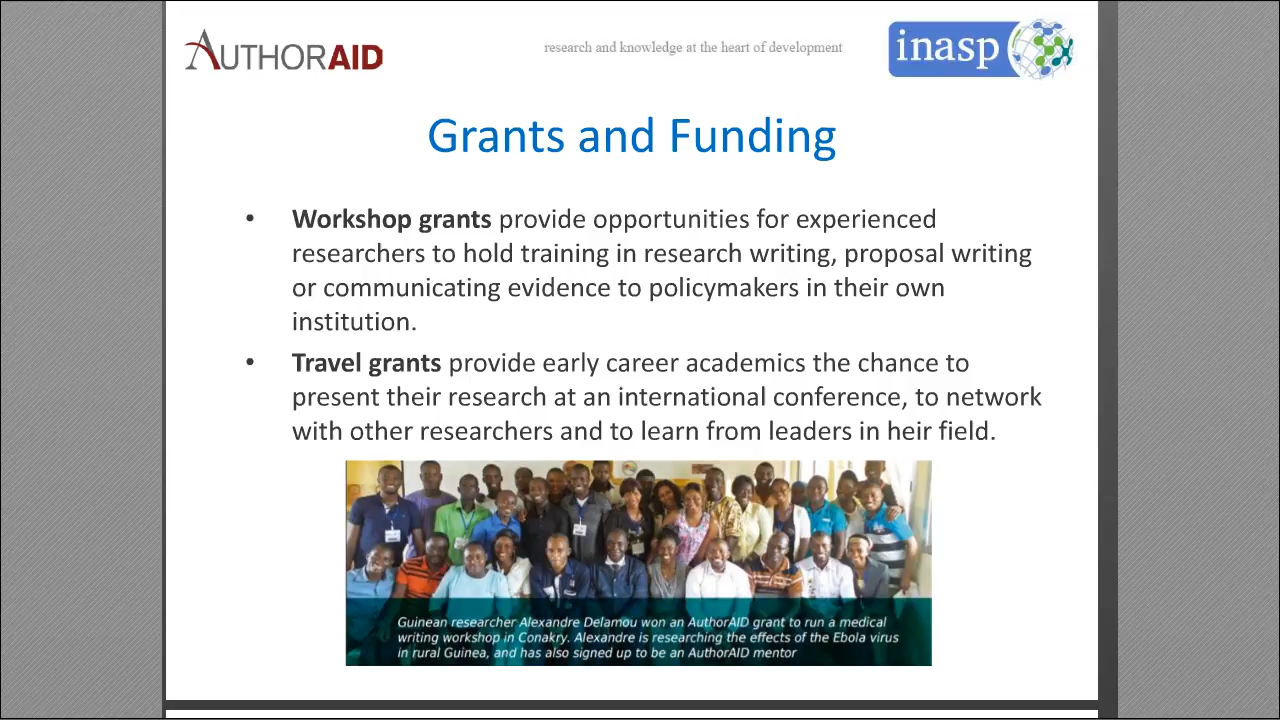 AUTHORAID
research and knowledge at the heart of development
inasp
Grants and Funding
• Workshop grants provide opportunities for experienced
researchers to hold training in research writing, proposal writing
or communicating evidence to policymakers in their own
institution.
• Travel grants provide early career academics the chance to
present their research at an international conference, to network
with other researchers and to learn from leaders in heir field.
Guinean researcher Alexandre Delamou won an AuthorAID grant to run a medical
writing workshop in Conakry. Alexandre is researching the effects of the Ebola virus
in rural Guinea, and has also signed up to be an AuthorAID mentor